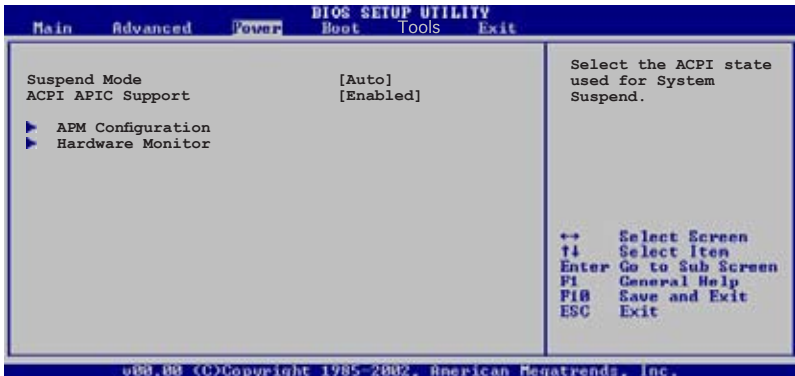 BIOS SETUP UTILITY
Main Advanced Power Boot Tools Exit
Suspend Mode [Auto]
ACPI APIC Support [Enabled]
APM Configuration
Hardware Monitor
Select the ACPI state
used for System
Suspend.
↔ Select Screen
↑↓ Select Item
Enter Go to Sub Screen
F1 General Help
F10 Save and Exit
ESC Exit
v00.00 (C)Copyright 1985-2002, American Megatrends, Inc.